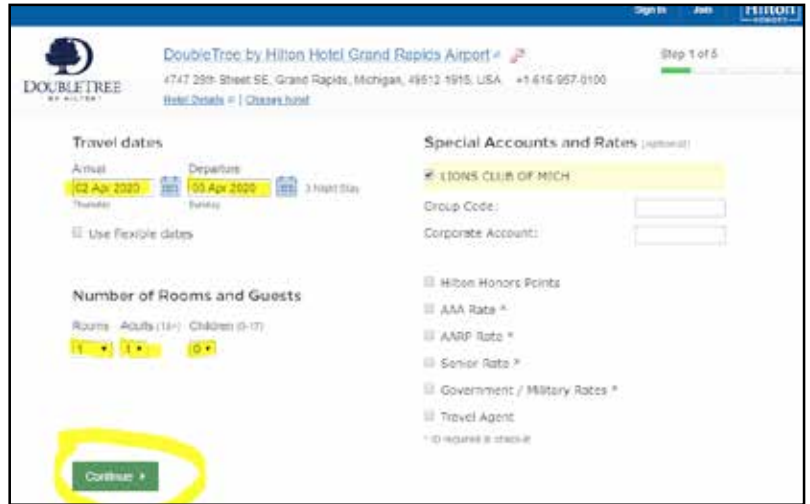 Sign In Join Hilton
HONORS
DoubleTree by Hilton Hotel Grand Rapids Airport
Step 1 of 5
4747 28th Street SE, Grand Rapids, Michigan, 49512-1915, USA +1-616-957-0100
DOUBLETREE
BY HILTON
Hotel Details | Choose hotel
Travel dates
Arrival Departure
02 Apr 2020 05 Apr 2020 3 Night Stay
Thursday Sunday
Use flexible dates
Number of Rooms and Guests
Rooms Adults (18+) Children (0-17)
1 1 0
Continue
Special Accounts and Rates (optional)
LIONS CLUB OF MICH
Group Code:
Corporate Account:
Hilton Honors Points
AAA Rate *
AARP Rate *
Senior Rate *
Government / Military Rates *
Travel Agent
* ID required at check-in